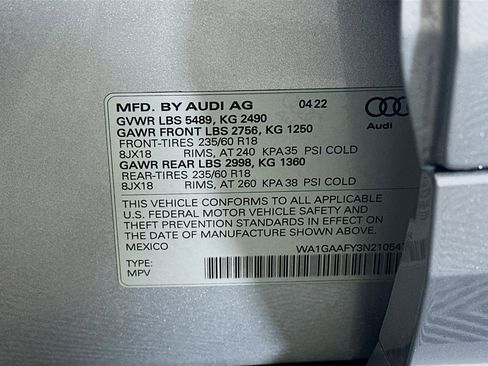 MFD. BY AUDI AG 04 22
GVWR LBS 5489, KG 2490
GAWR FRONT LBS 2756, KG 1250
FRONT-TIRES 235/60 R18
8JX18 RIMS, AT 240 KPA 35 PSI COLD
GAWR REAR LBS 2998, KG 1360
REAR-TIRES 235/60 R18
8JX18 RIMS, AT 260 KPA 38 PSI COLD
Audi
THIS VEHICLE CONFORMS TO ALL APPLICABLE
U.S. FEDERAL MOTOR VEHICLE SAFETY AND
THEFT PREVENTION STANDARDS IN EFFECT ON
THE DATE OF MANUFACTURE SHOWN ABOVE.
MEXICO
TYPE:
MPV